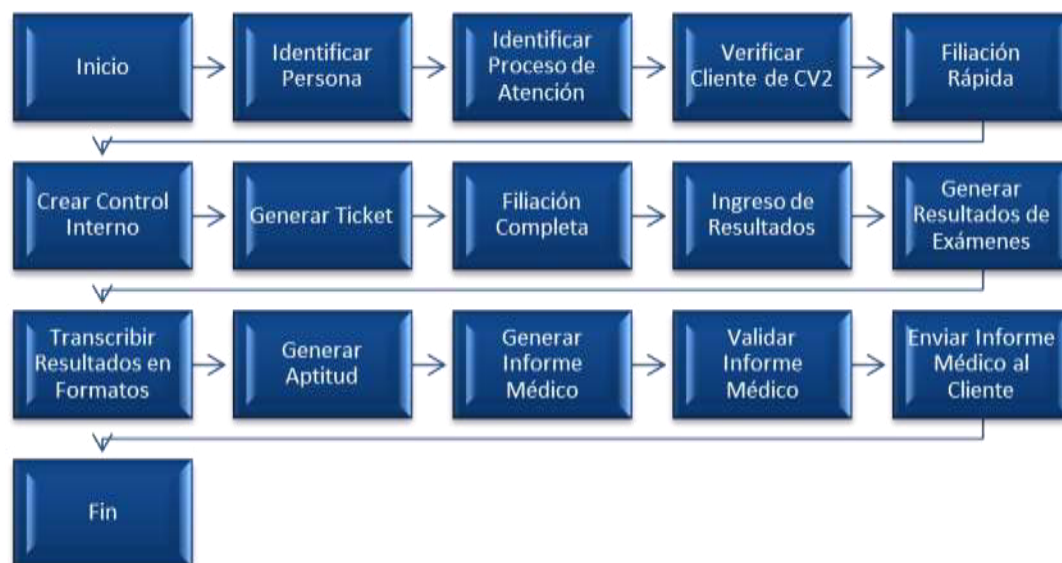 Inicio
Identificar
Persona
Identificar
Proceso de
Atención
Verificar
Cliente de CV2
Filiación
Rápida
Crear Control
Interno
Generar Ticket
Filiación
Completa
Ingreso de
Resultados
Generar
Resultados de
Exámenes
Transcribir
Resultados en
Formatos
Generar
Aptitud
Generar
Informe
Médico
Validar
Informe
Médico
Enviar Informe
Médico al
Cliente
Fin